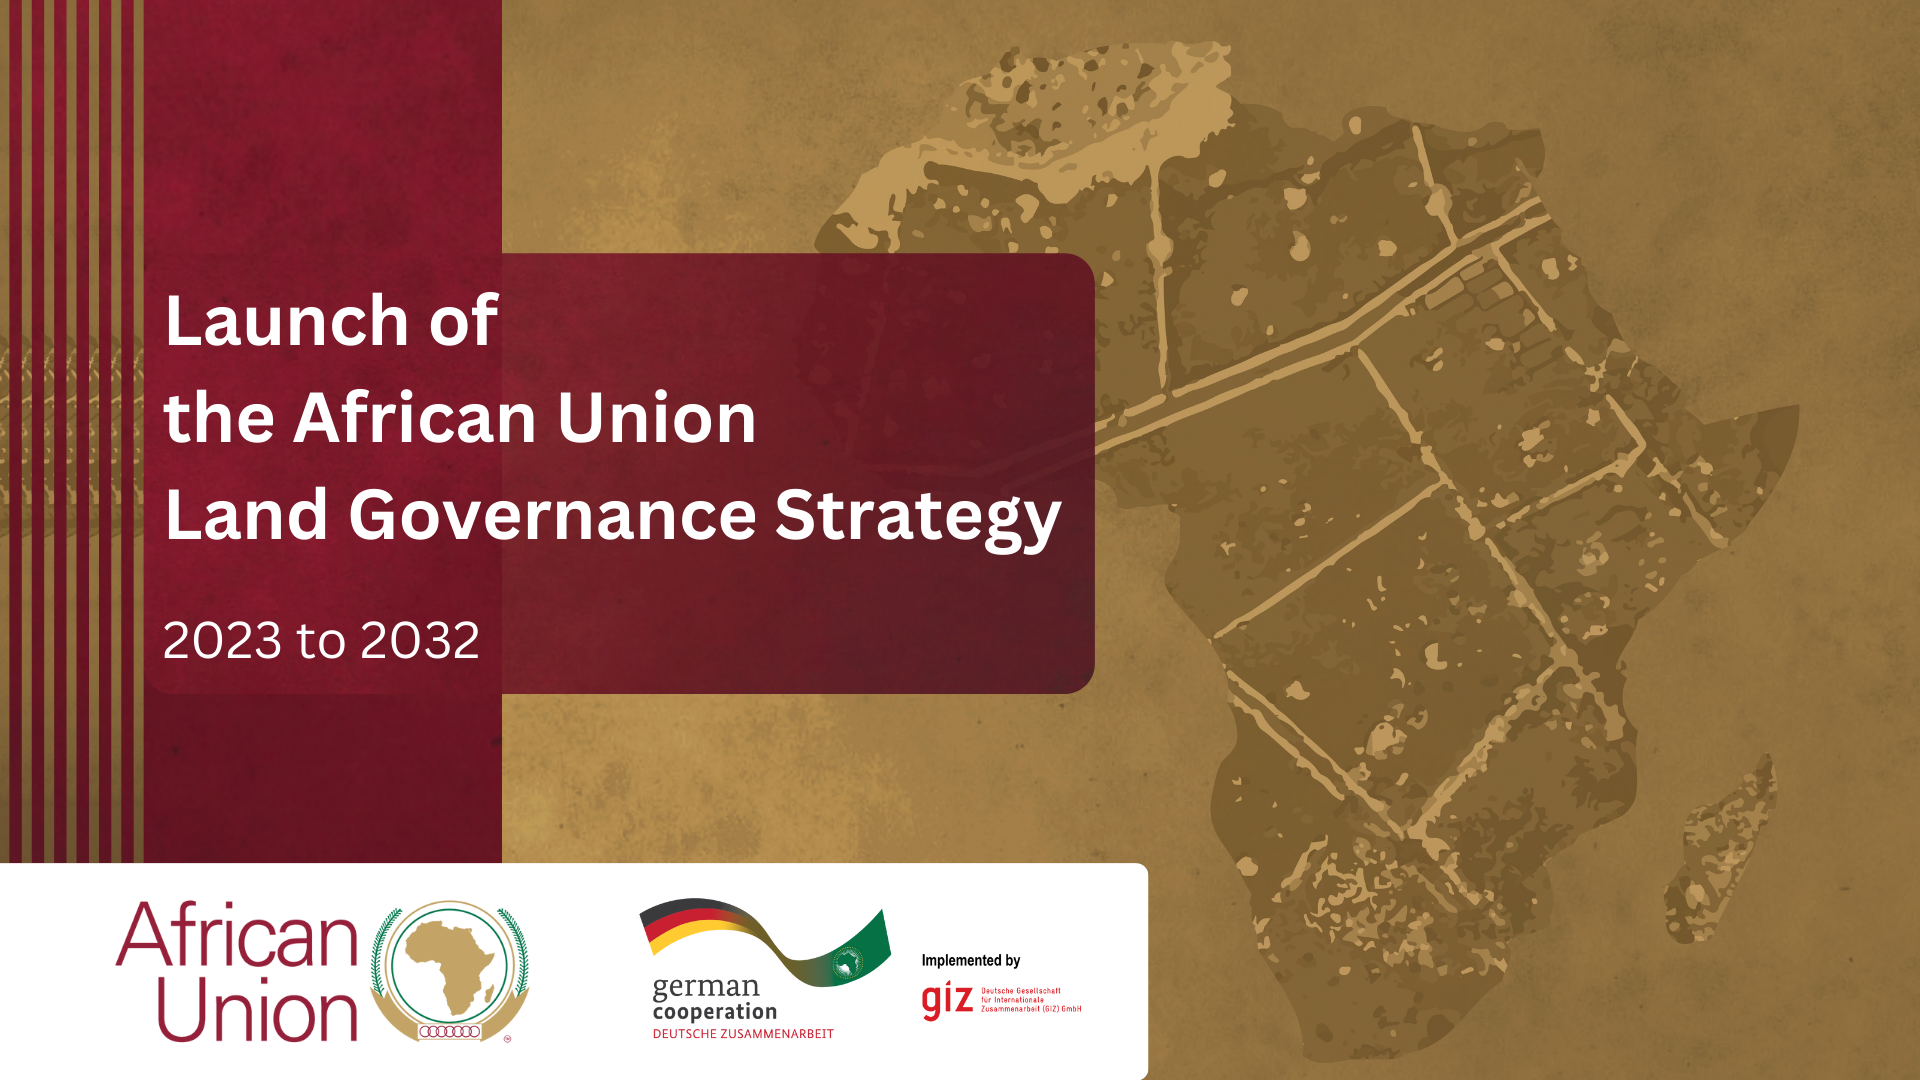 Launch of
the African Union
Land Governance Strategy
2023 to 2032
African
Union
german
cooperation
DEUTSCHE ZUSAMMENARBEIT
Implemented by
giz
Deutsche Gesellschaft
für Internationale
Zusammenarbeit (GIZ) GmbH